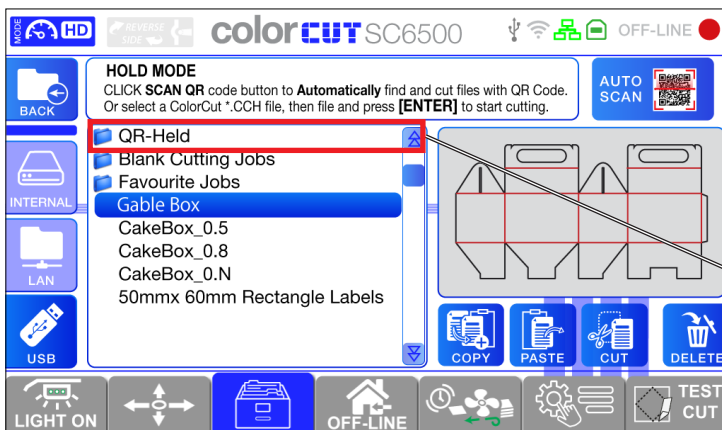 MODE
HD
REVERSE
SIDE
colorCUT SC6500
OFF-LINE
BACK
HOLD MODE
CLICK SCAN QR code button to Automatically find and cut files with QR Code.
Or select a ColorCut *.CCH file, then file and press [ENTER] to start cutting.
AUTO
SCAN
INTERNAL
LAN
USB
QR-Held
Blank Cutting Jobs
Favourite Jobs
Gable Box
CakeBox_0.5
CakeBox_0.8
CakeBox_0.N
50mmx 60mm Rectangle Labels
COPY
PASTE
CUT
DELETE
LIGHT ON
OFF-LINE
TEST
CUT